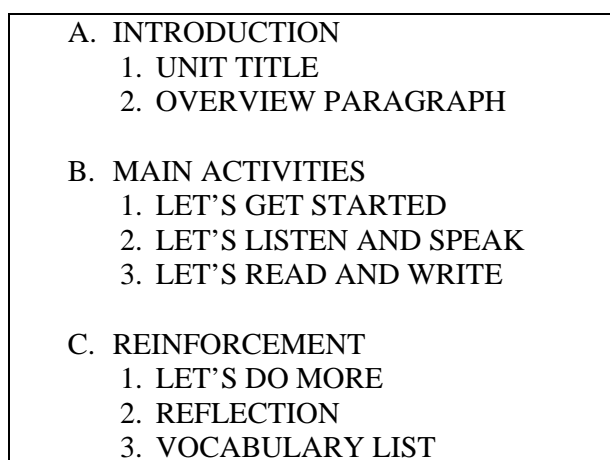 A. INTRODUCTION
1. UNIT TITLE
2. OVERVIEW PARAGRAPH
B. MAIN ACTIVITIES
1. LET’S GET STARTED
2. LET’S LISTEN AND SPEAK
3. LET’S READ AND WRITE
C. REINFORCEMENT
1. LET’S DO MORE
2. REFLECTION
3. VOCABULARY LIST